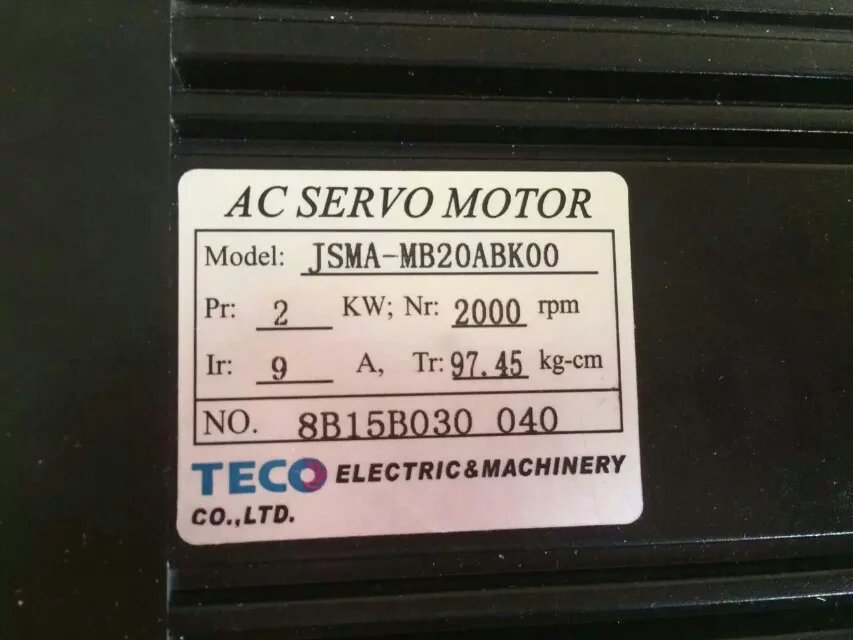 AC SERVO MOTOR
Model: JSMA-MB20ABK00
Pr: 2 KW; Nr: 2000 rpm
Ir: 9 A, Tr: 97.45 kg-cm
NO. 8B15B030 040
TECO ELECTRIC&MACHINERY
CO.,LTD.